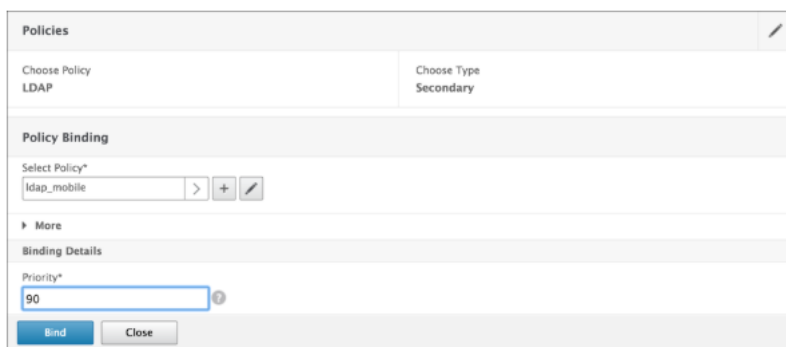 Policies
Choose Policy
LDAP
Choose Type
Secondary
Policy Binding
Select Policy*
ldap_mobile
More
Binding Details
Priority*
90
Bind
Close